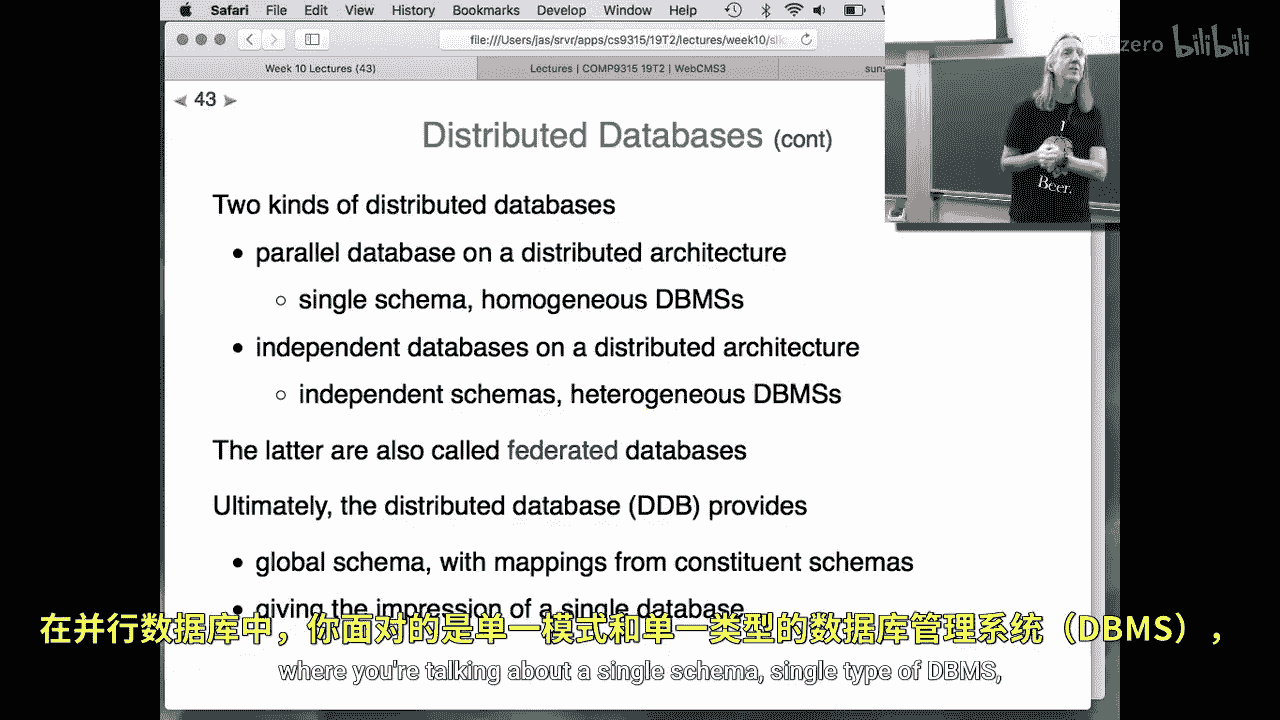 Safari File Edit View History Bookmarks Develop Window Help
file:///Users/jas/srvr/apps/cs9315/19T2/lectures/week10/sli
zero bilibili
Week 10 Lectures (43)
Lectures | COMP9315 19T2 | WebCMS3
43
Distributed Databases (cont)
I
Beer.
Two kinds of distributed databases
• parallel database on a distributed architecture
○ single schema, homogeneous DBMSs
• independent databases on a distributed architecture
○ independent schemas, heterogeneous DBMSs
The latter are also called federated databases
Ultimately, the distributed database (DDB) provides
• global schema, with mappings from constituent schemas
• giving the impression of a single database
在并行数据库中，你面对的是单一模式和单一类型的数据库管理系统（DBMS），
where you're talking about a single schema, single type of DBMS,